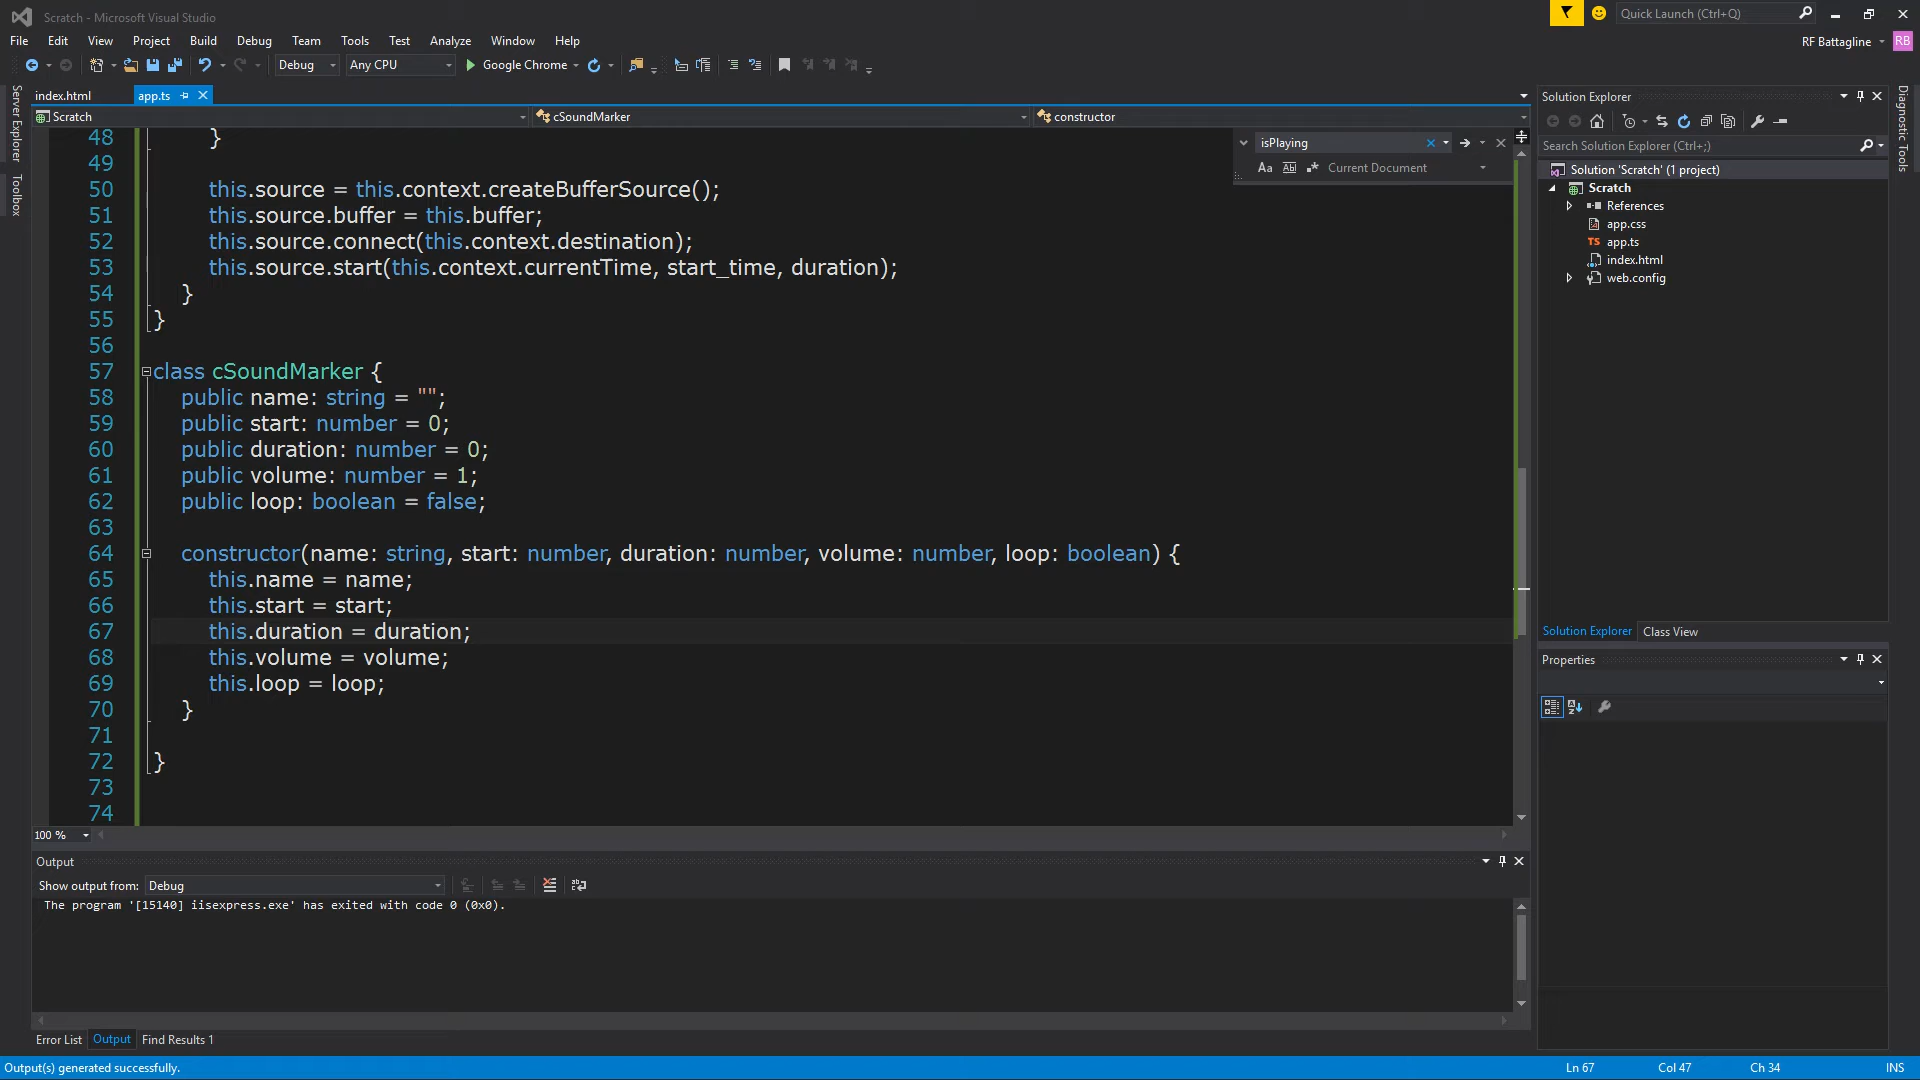 Scratch - Microsoft Visual Studio
Quick Launch (Ctrl+Q)
File Edit View Project Build Debug Team Tools Test Analyze Window Help
RF Battagline RB
Debug Any CPU Google Chrome
Server Explorer
Toolbox
index.html app.ts
Scratch cSoundMarker constructor
isPlaying
Aa Current Document
48 }
49
50 this.source = this.context.createBufferSource();
51 this.source.buffer = this.buffer;
52 this.source.connect(this.context.destination);
53 this.source.start(this.context.currentTime, start_time, duration);
54 }
55 }
56
57 class cSoundMarker {
58 public name: string = "";
59 public start: number = 0;
60 public duration: number = 0;
61 public volume: number = 1;
62 public loop: boolean = false;
63
64 constructor(name: string, start: number, duration: number, volume: number, loop: boolean) {
65 this.name = name;
66 this.start = start;
67 this.duration = duration;
68 this.volume = volume;
69 this.loop = loop;
70 }
71
72 }
73
74
100 %
Output
Show output from: Debug
The program '[15140] iisexpress.exe' has exited with code 0 (0x0).
Error List Output Find Results 1
Output(s) generated successfully.
Ln 67 Col 47 Ch 34 INS
Solution Explorer
Search Solution Explorer (Ctrl+;)
Solution 'Scratch' (1 project)
Scratch
References
app.css
TS app.ts
index.html
web.config
Solution Explorer Class View
Properties
Diagnostic Tools